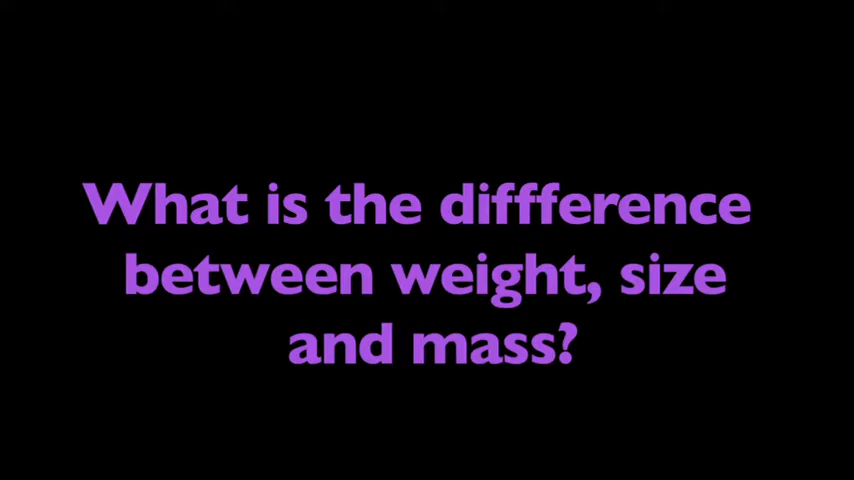 What is the diffference
between weight, size
and mass?